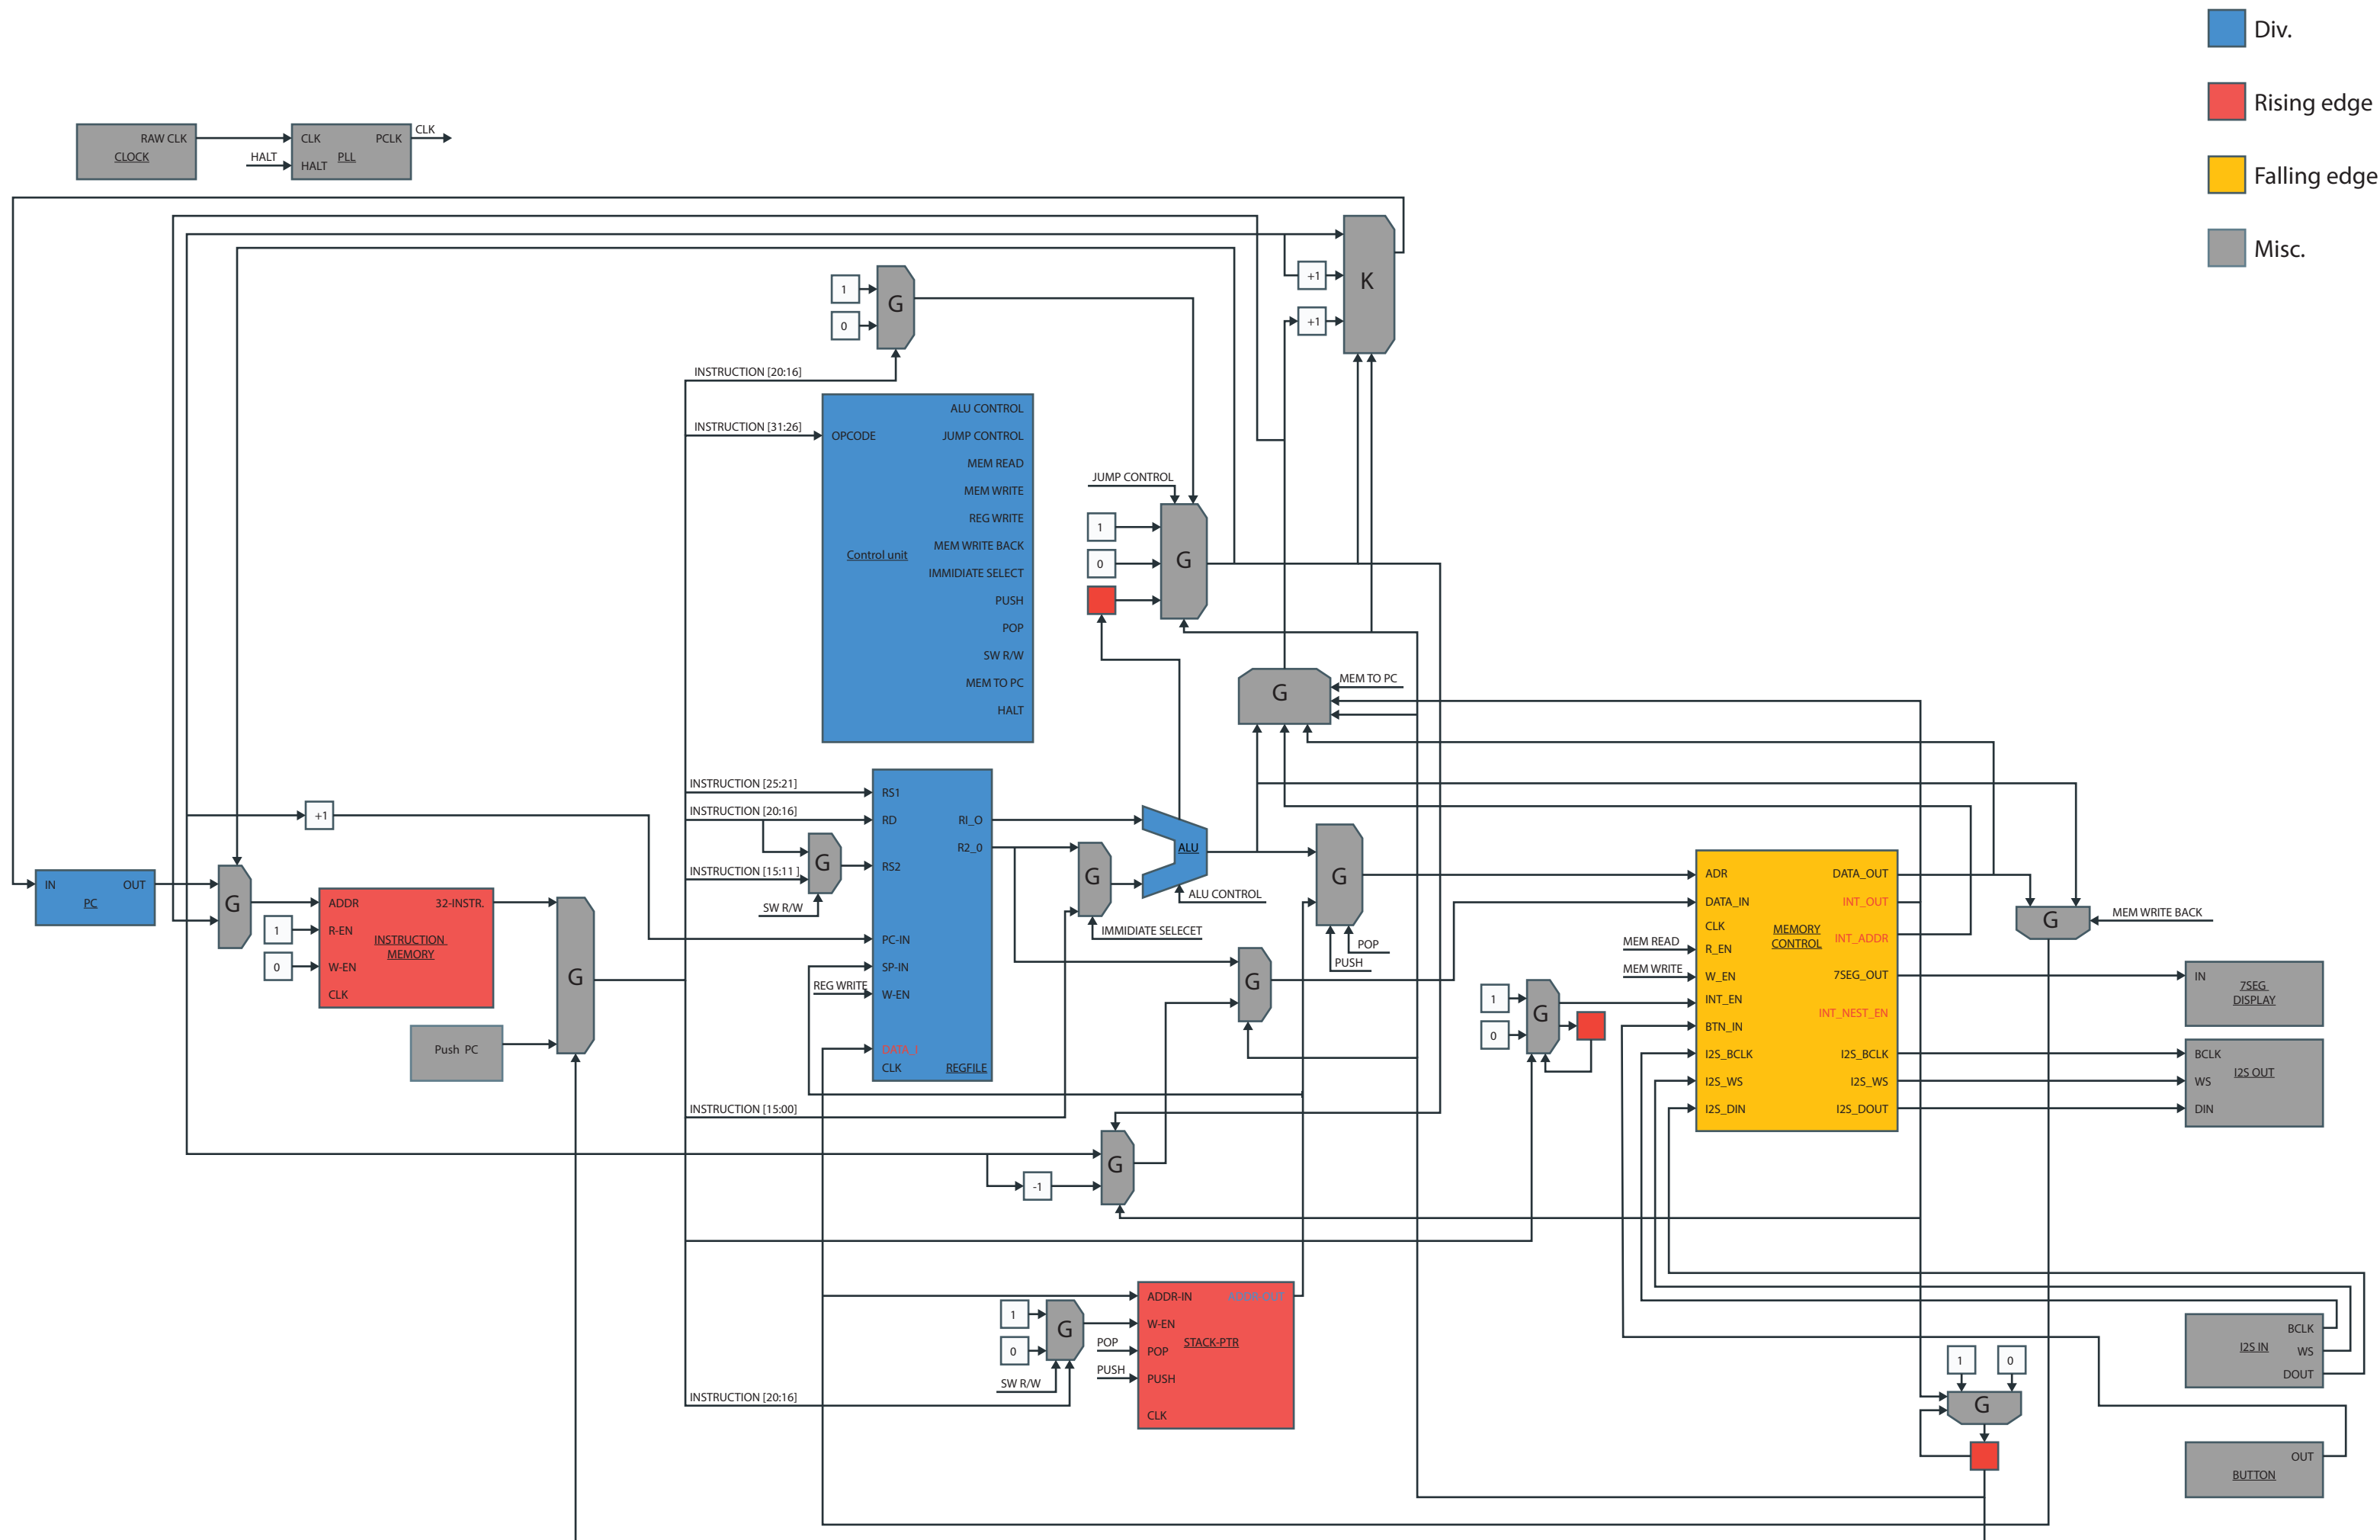 Div.
Rising edge
Falling edge
Misc.
RAW CLK
CLOCK
CLK
PCLK
HALT
PLL
HALT
CLK
K
+1
+1
1
0
G
INSTRUCTION [20:16]
INSTRUCTION [31:26]
OPCODE
Control unit
ALU CONTROL
JUMP CONTROL
MEM READ
MEM WRITE
REG WRITE
MEM WRITE BACK
IMMIDIATE SELECT
PUSH
POP
SW R/W
MEM TO PC
HALT
JUMP CONTROL
1
0
G
G
MEM TO PC
INSTRUCTION [25:21]
INSTRUCTION [20:16]
INSTRUCTION [15:11 ]
G
SW R/W
RS1
RD
RS2
PC-IN
SP-IN
W-EN
DATA_I
CLK
RI_O
R2_0
REGFILE
REG WRITE
+1
IN
OUT
PC
G
1
0
ADDR
32-INSTR.
R-EN
INSTRUCTION
MEMORY
W-EN
CLK
Push PC
G
G
IMMIDIATE SELECET
ALU
ALU CONTROL
G
POP
PUSH
G
INSTRUCTION [15:00]
G
-1
1
0
G
MEM READ
MEM WRITE
ADR
DATA_IN
CLK
R_EN
W_EN
INT_EN
BTN_IN
I2S_BCLK
I2S_WS
I2S_DIN
MEMORY
CONTROL
DATA_OUT
INT_OUT
INT_ADDR
7SEG_OUT
INT_NEST_EN
I2S_BCLK
I2S_WS
I2S_DOUT
G
MEM WRITE BACK
IN
7SEG
DISPLAY
BCLK
WS
DIN
I2S OUT
1
0
G
SW R/W
INSTRUCTION [20:16]
POP
PUSH
ADDR-IN
ADDR-OUT
W-EN
STACK-PTR
POP
PUSH
CLK
BCLK
WS
DOUT
I2S IN
1
0
G
OUT
BUTTON